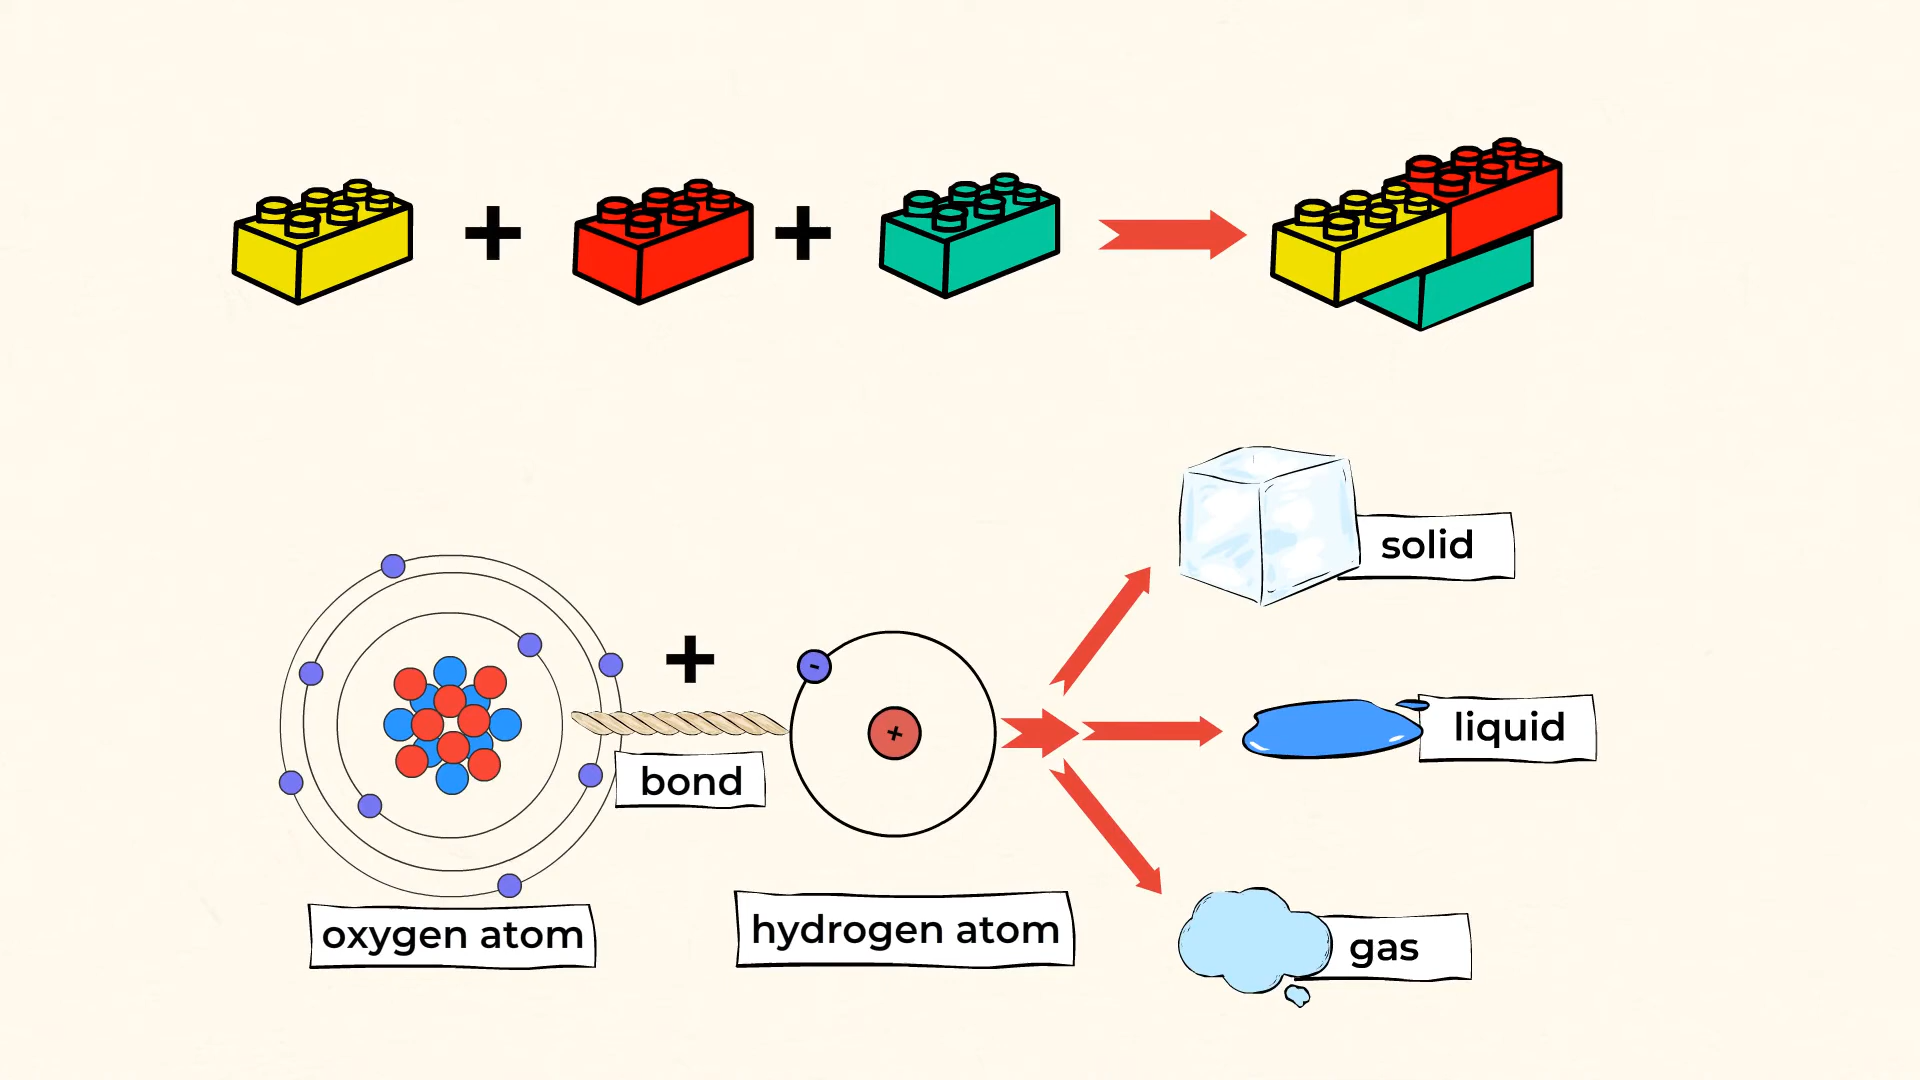 + +
solid
+
-
+
liquid
bond
oxygen atom
hydrogen atom
gas